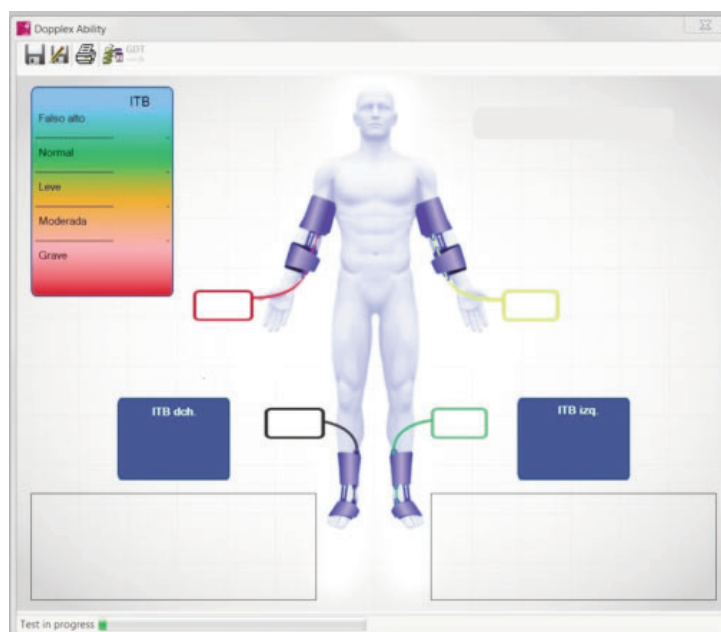 Dopplex Ability
GDT
ITB
Falso alto
Normal
Leve
Moderada
Grave
ITB dch.
ITB izq.
Test in progress